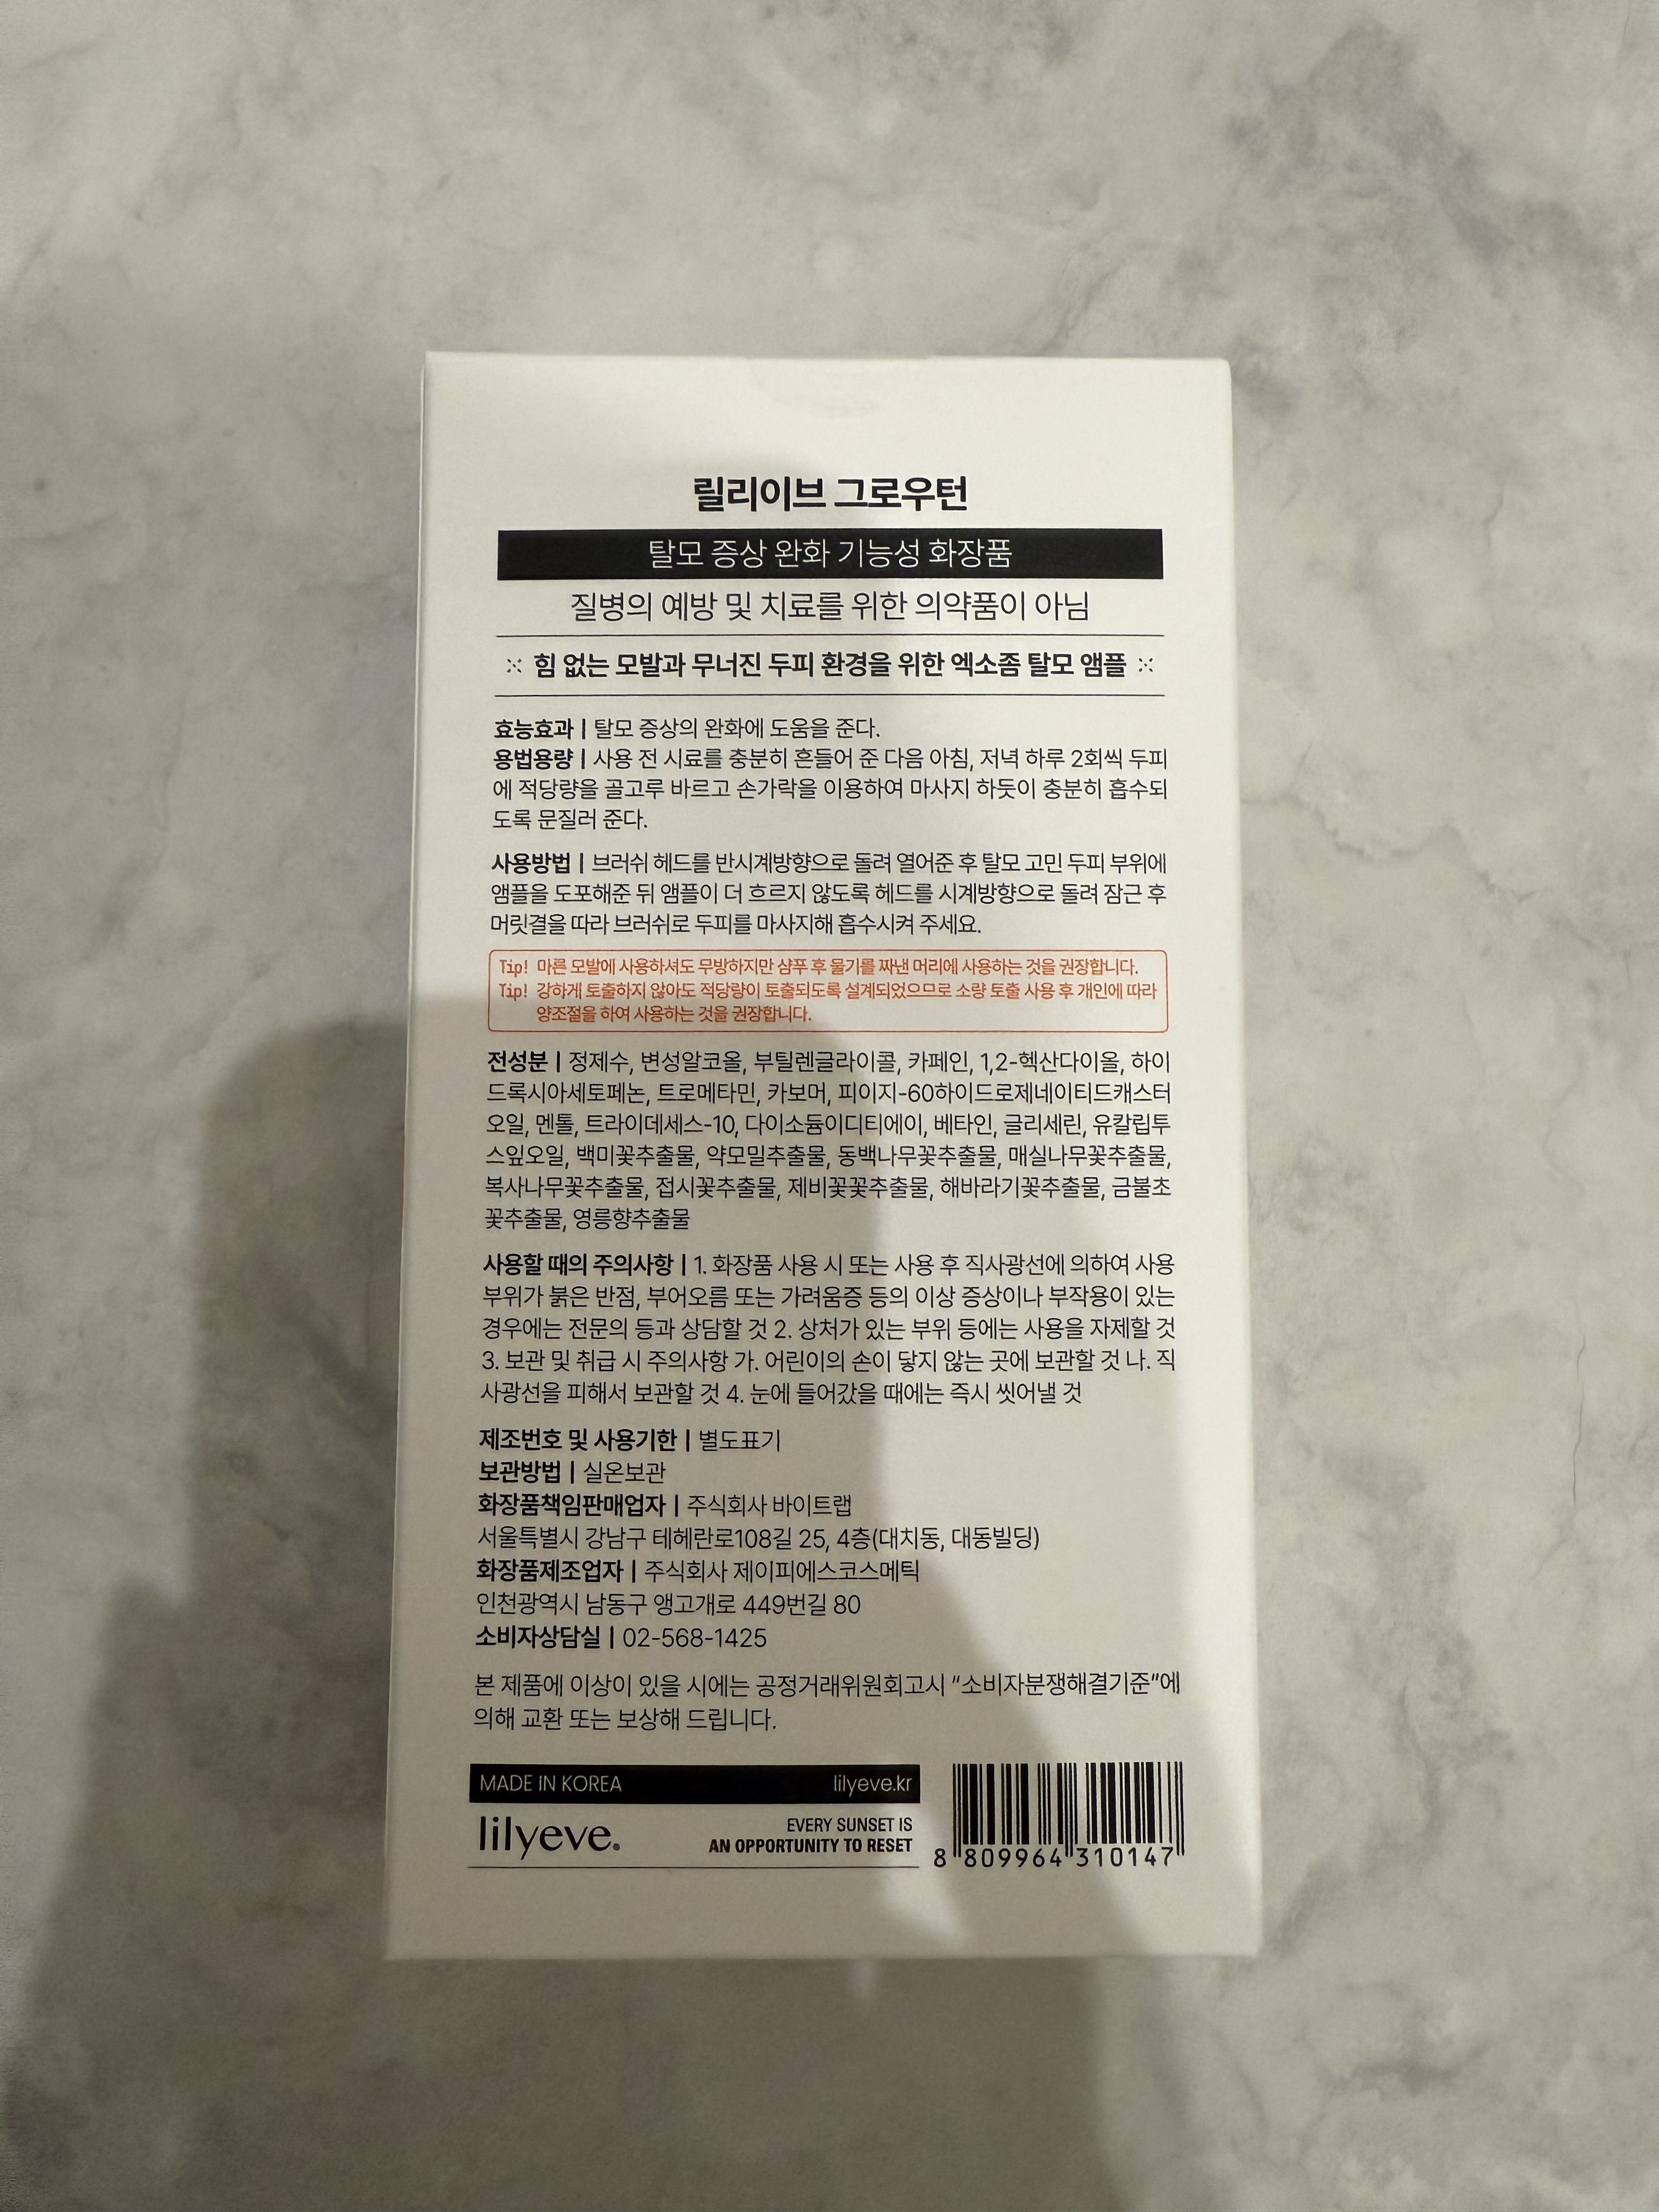 릴리이브 그로우턴
탈모 증상 완화 기능성 화장품
질병의 예방 및 치료를 위한 의약품이 아님
힘 없는 모발과 무너진 두피 환경을 위한 엑소좀 탈모 앰플
효능효과 | 탈모 증상의 완화에 도움을 준다.
용법용량 | 사용 전 시료를 충분히 흔들어 준 다음 아침, 저녁 하루 2회씩 두피
에 적당량을 골고루 바르고 손가락을 이용하여 마사지 하듯이 충분히 흡수되
도록 문질러 준다.
사용방법 | 브러쉬 헤드를 반시계방향으로 돌려 열어준 후 탈모 고민 두피 부위에
앰플을 도포해준 뒤 앰플이 더 흐르지 않도록 헤드를 시계방향으로 돌려 잠근 후
머릿결을 따라 브러쉬로 두피를 마사지해 흡수시켜 주세요.
Tip! 마른 모발에 사용하셔도 무방하지만 샴푸 후 물기를 짜낸 머리에 사용하는 것을 권장합니다.
Tip! 강하게 토출하지 않아도 적당량이 토출되도록 설계되었으므로 소량 토출 사용 후 개인에 따라
양조절을 하여 사용하는 것을 권장합니다.
전성분 | 정제수, 변성알코올, 부틸렌글라이콜, 카페인, 1,2-헥산다이올, 하이
드록시아세토페논, 트로메타민, 카보머, 피이지-60하이드로제네이티드캐스터
오일, 멘톨, 트라이데세스-10, 다이소듐이디티에이, 베타인, 글리세린, 유칼립투
스잎오일, 백미꽃추출물, 약모밀추출물, 동백나무꽃추출물, 매실나무꽃추출물,
복사나무꽃추출물, 접시꽃추출물, 제비꽃꽃추출물, 해바라기꽃추출물, 금불초
꽃추출물, 영릉향추출물
사용할 때의 주의사항 | 1. 화장품 사용 시 또는 사용 후 직사광선에 의하여 사용
부위가 붉은 반점, 부어오름 또는 가려움증 등의 이상 증상이나 부작용이 있는
경우에는 전문의 등과 상담할 것 2. 상처가 있는 부위 등에는 사용을 자제할 것
3. 보관 및 취급 시 주의사항 가. 어린이의 손이 닿지 않는 곳에 보관할 것 나. 직
사광선을 피해서 보관할 것 4. 눈에 들어갔을 때에는 즉시 씻어낼 것
제조번호 및 사용기한 | 별도표기
보관방법 | 실온보관
화장품책임판매업자 | 주식회사 바이트랩
서울특별시 강남구 테헤란로108길 25, 4층(대치동, 대동빌딩)
화장품제조업자 | 주식회사 제이피에스코스메틱
인천광역시 남동구 앵고개로 449번길 80
소비자상담실 | 02-568-1425
본 제품에 이상이 있을 시에는 공정거래위원회고시 "소비자분쟁해결기준"에
의해 교환 또는 보상해 드립니다.
MADE IN KOREA lilyeve.kr
lilyeve.
EVERY SUNSET IS
AN OPPORTUNITY TO RESET
8 809964 310147